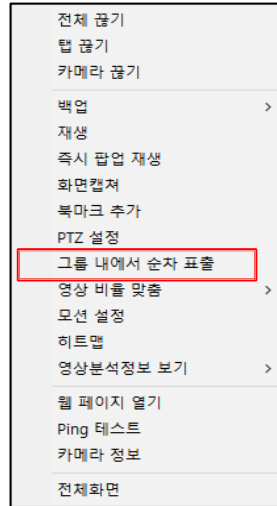 전체 끊기
탭 끊기
카메라 끊기
백업
재생
즉시 팝업 재생
화면캡쳐
북마크 추가
PTZ 설정
그룹 내에서 순차 표출
영상 비율 맞춤
모션 설정
히트맵
영상분석정보 보기
웹 페이지 열기
Ping 테스트
카메라 정보
전체화면